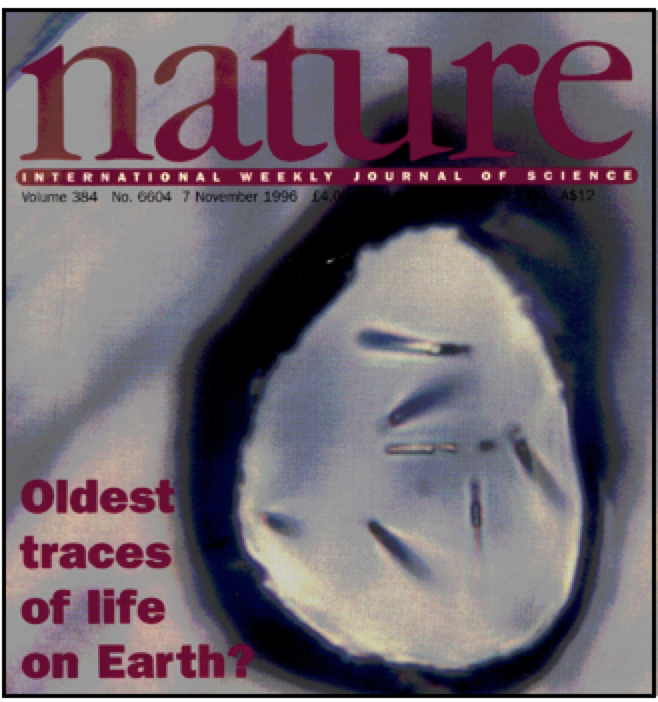 nature
INTERNATIONAL WEEKLY JOURNAL OF SCIENCE
Volume 384 No. 6604 7 November 1996 A$12
Oldest
traces
of life
on Earth?